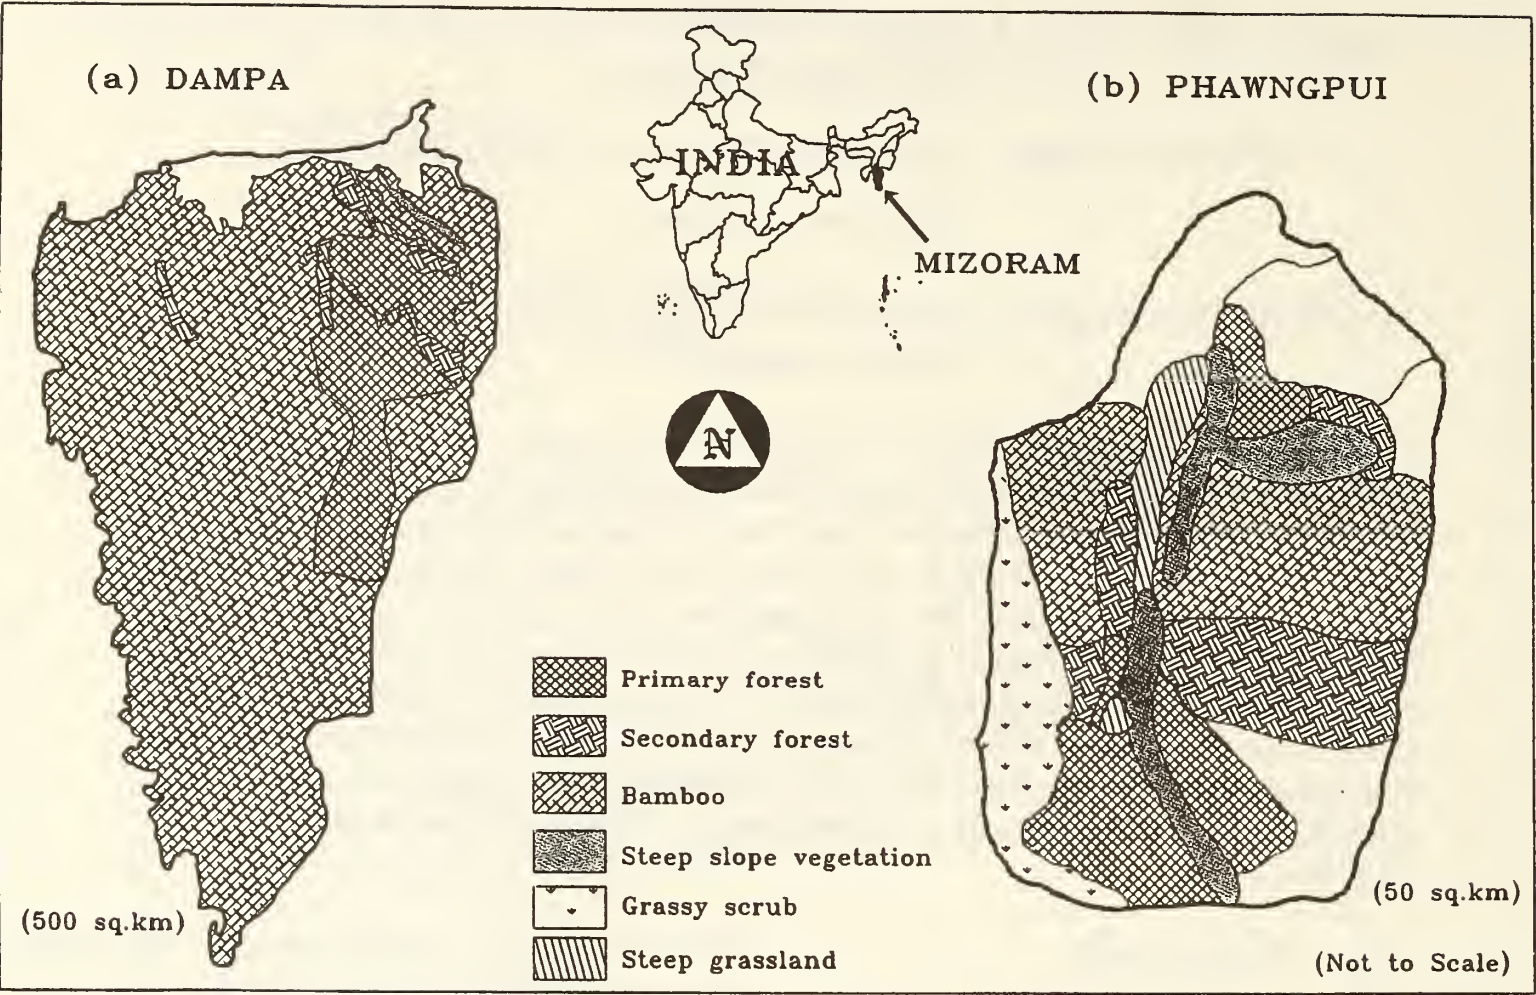 (a) DAMPA
INDIA
(b) PHAWNGPUI
MIZORAM
N
Primary forest
Secondary forest
Bamboo
Steep slope vegetation
Grassy scrub
Steep grassland
(500 sq.km)
(50 sq.km)
(Not to Scale)